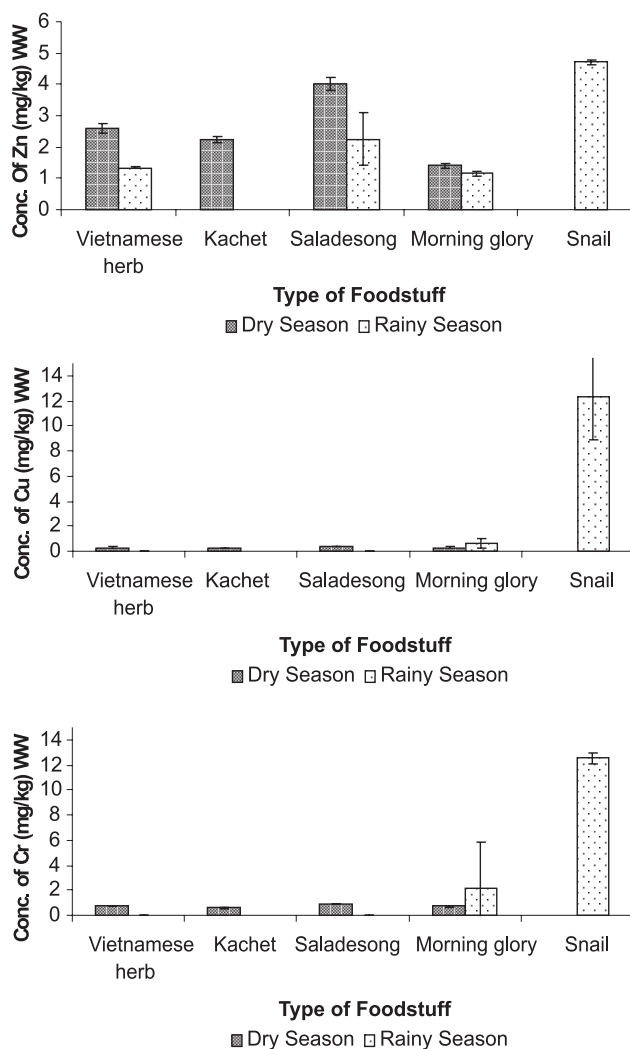 Conc. Of Zn (mg/kg) WW
6
5
4
3
2
1
0
Vietnamese herb Kachet Saladesong Morning glory Snail
Type of Foodstuff
Dry Season Rainy Season
Conc. of Cu (mg/kg) WW
14
12
10
8
6
4
2
0
Vietnamese herb Kachet Saladesong Morning glory Snail
Type of Foodstuff
Dry Season Rainy Season
Conc. of Cr (mg/kg) WW
14
12
10
8
6
4
2
0
Vietnamese herb Kachet Saladesong Morning glory Snail
Type of Foodstuff
Dry Season Rainy Season